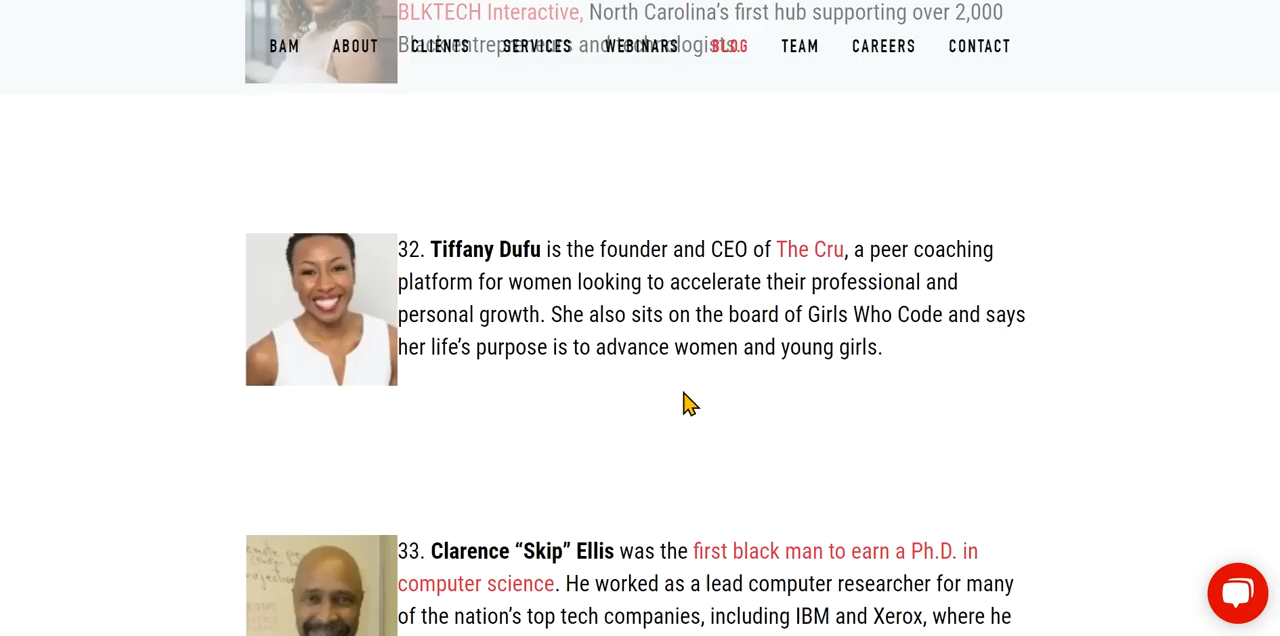 BLKTECH Interactive, North Carolina’s first hub supporting over 2,000
Black entrepreneurs and technologists.
BAM ABOUT CLIENTS SERVICES WEBINARS BLOG TEAM CAREERS CONTACT
32. Tiffany Dufu is the founder and CEO of The Cru, a peer coaching
platform for women looking to accelerate their professional and
personal growth. She also sits on the board of Girls Who Code and says
her life’s purpose is to advance women and young girls.
33. Clarence “Skip” Ellis was the first black man to earn a Ph.D. in
computer science. He worked as a lead computer researcher for many
of the nation’s top tech companies, including IBM and Xerox, where he